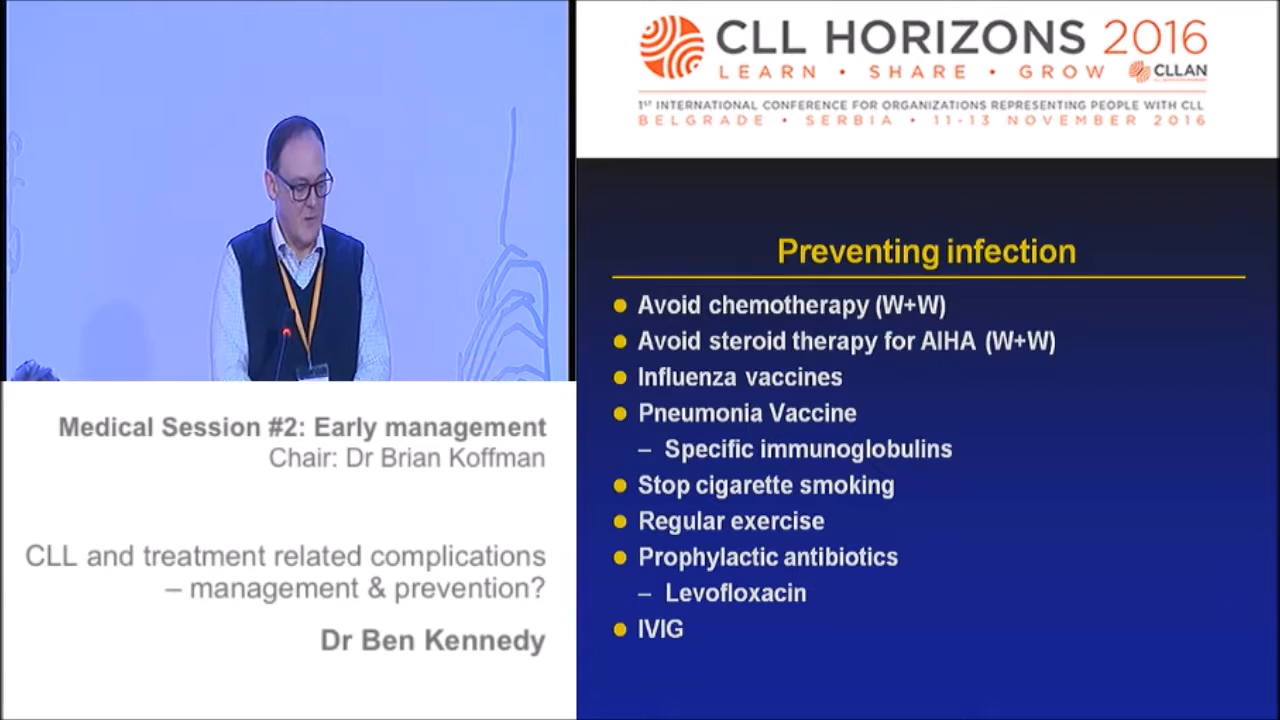 CLL HORIZONS 2016
LEARN • SHARE • GROW
CLLAN
1ST INTERNATIONAL CONFERENCE FOR ORGANIZATIONS REPRESENTING PEOPLE WITH CLL
BELGRADE • SERBIA • 11-13 NOVEMBER 2016
Preventing infection
Avoid chemotherapy (W+W)
Avoid steroid therapy for AIHA (W+W)
Influenza vaccines
Pneumonia Vaccine
– Specific immunoglobulins
Stop cigarette smoking
Regular exercise
Prophylactic antibiotics
– Levofloxacin
IVIG
Medical Session #2: Early management
Chair: Dr Brian Koffman
CLL and treatment related complications
– management & prevention?
Dr Ben Kennedy